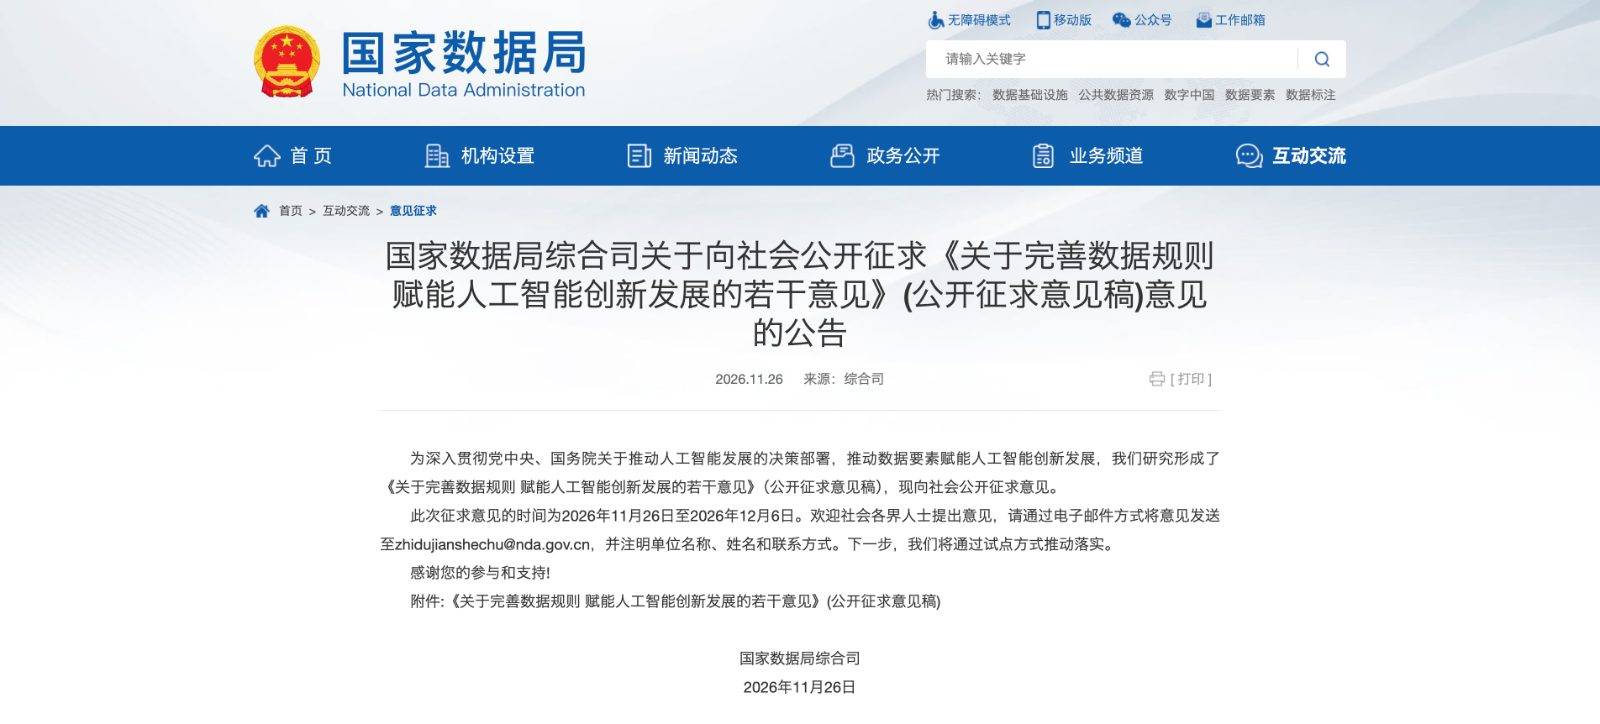 无障碍模式 移动版 公众号 工作邮箱
国家数据局
National Data Administration
请输入关键字
热门搜索： 数据基础设施 公共数据资源 数字中国 数据要素 数据标注
首 页 机构设置 新闻动态 政务公开 业务频道 互动交流
首页 > 互动交流 > 意见征求
国家数据局综合司关于向社会公开征求《关于完善数据规则
赋能人工智能创新发展的若干意见》(公开征求意见稿)意见
的公告
2026.11.26 来源：综合司 [ 打印 ]
为深入贯彻党中央、国务院关于推动人工智能发展的决策部署，推动数据要素赋能人工智能创新发展，我们研究形成了
《关于完善数据规则 赋能人工智能创新发展的若干意见》（公开征求意见稿），现向社会公开征求意见。
此次征求意见的时间为2026年11月26日至2026年12月6日。欢迎社会各界人士提出意见，请通过电子邮件方式将意见发送
至zhidujianshechu@nda.gov.cn，并注明单位名称、姓名和联系方式。下一步，我们将通过试点方式推动落实。
感谢您的参与和支持!
附件:《关于完善数据规则 赋能人工智能创新发展的若干意见》(公开征求意见稿)
国家数据局综合司
2026年11月26日